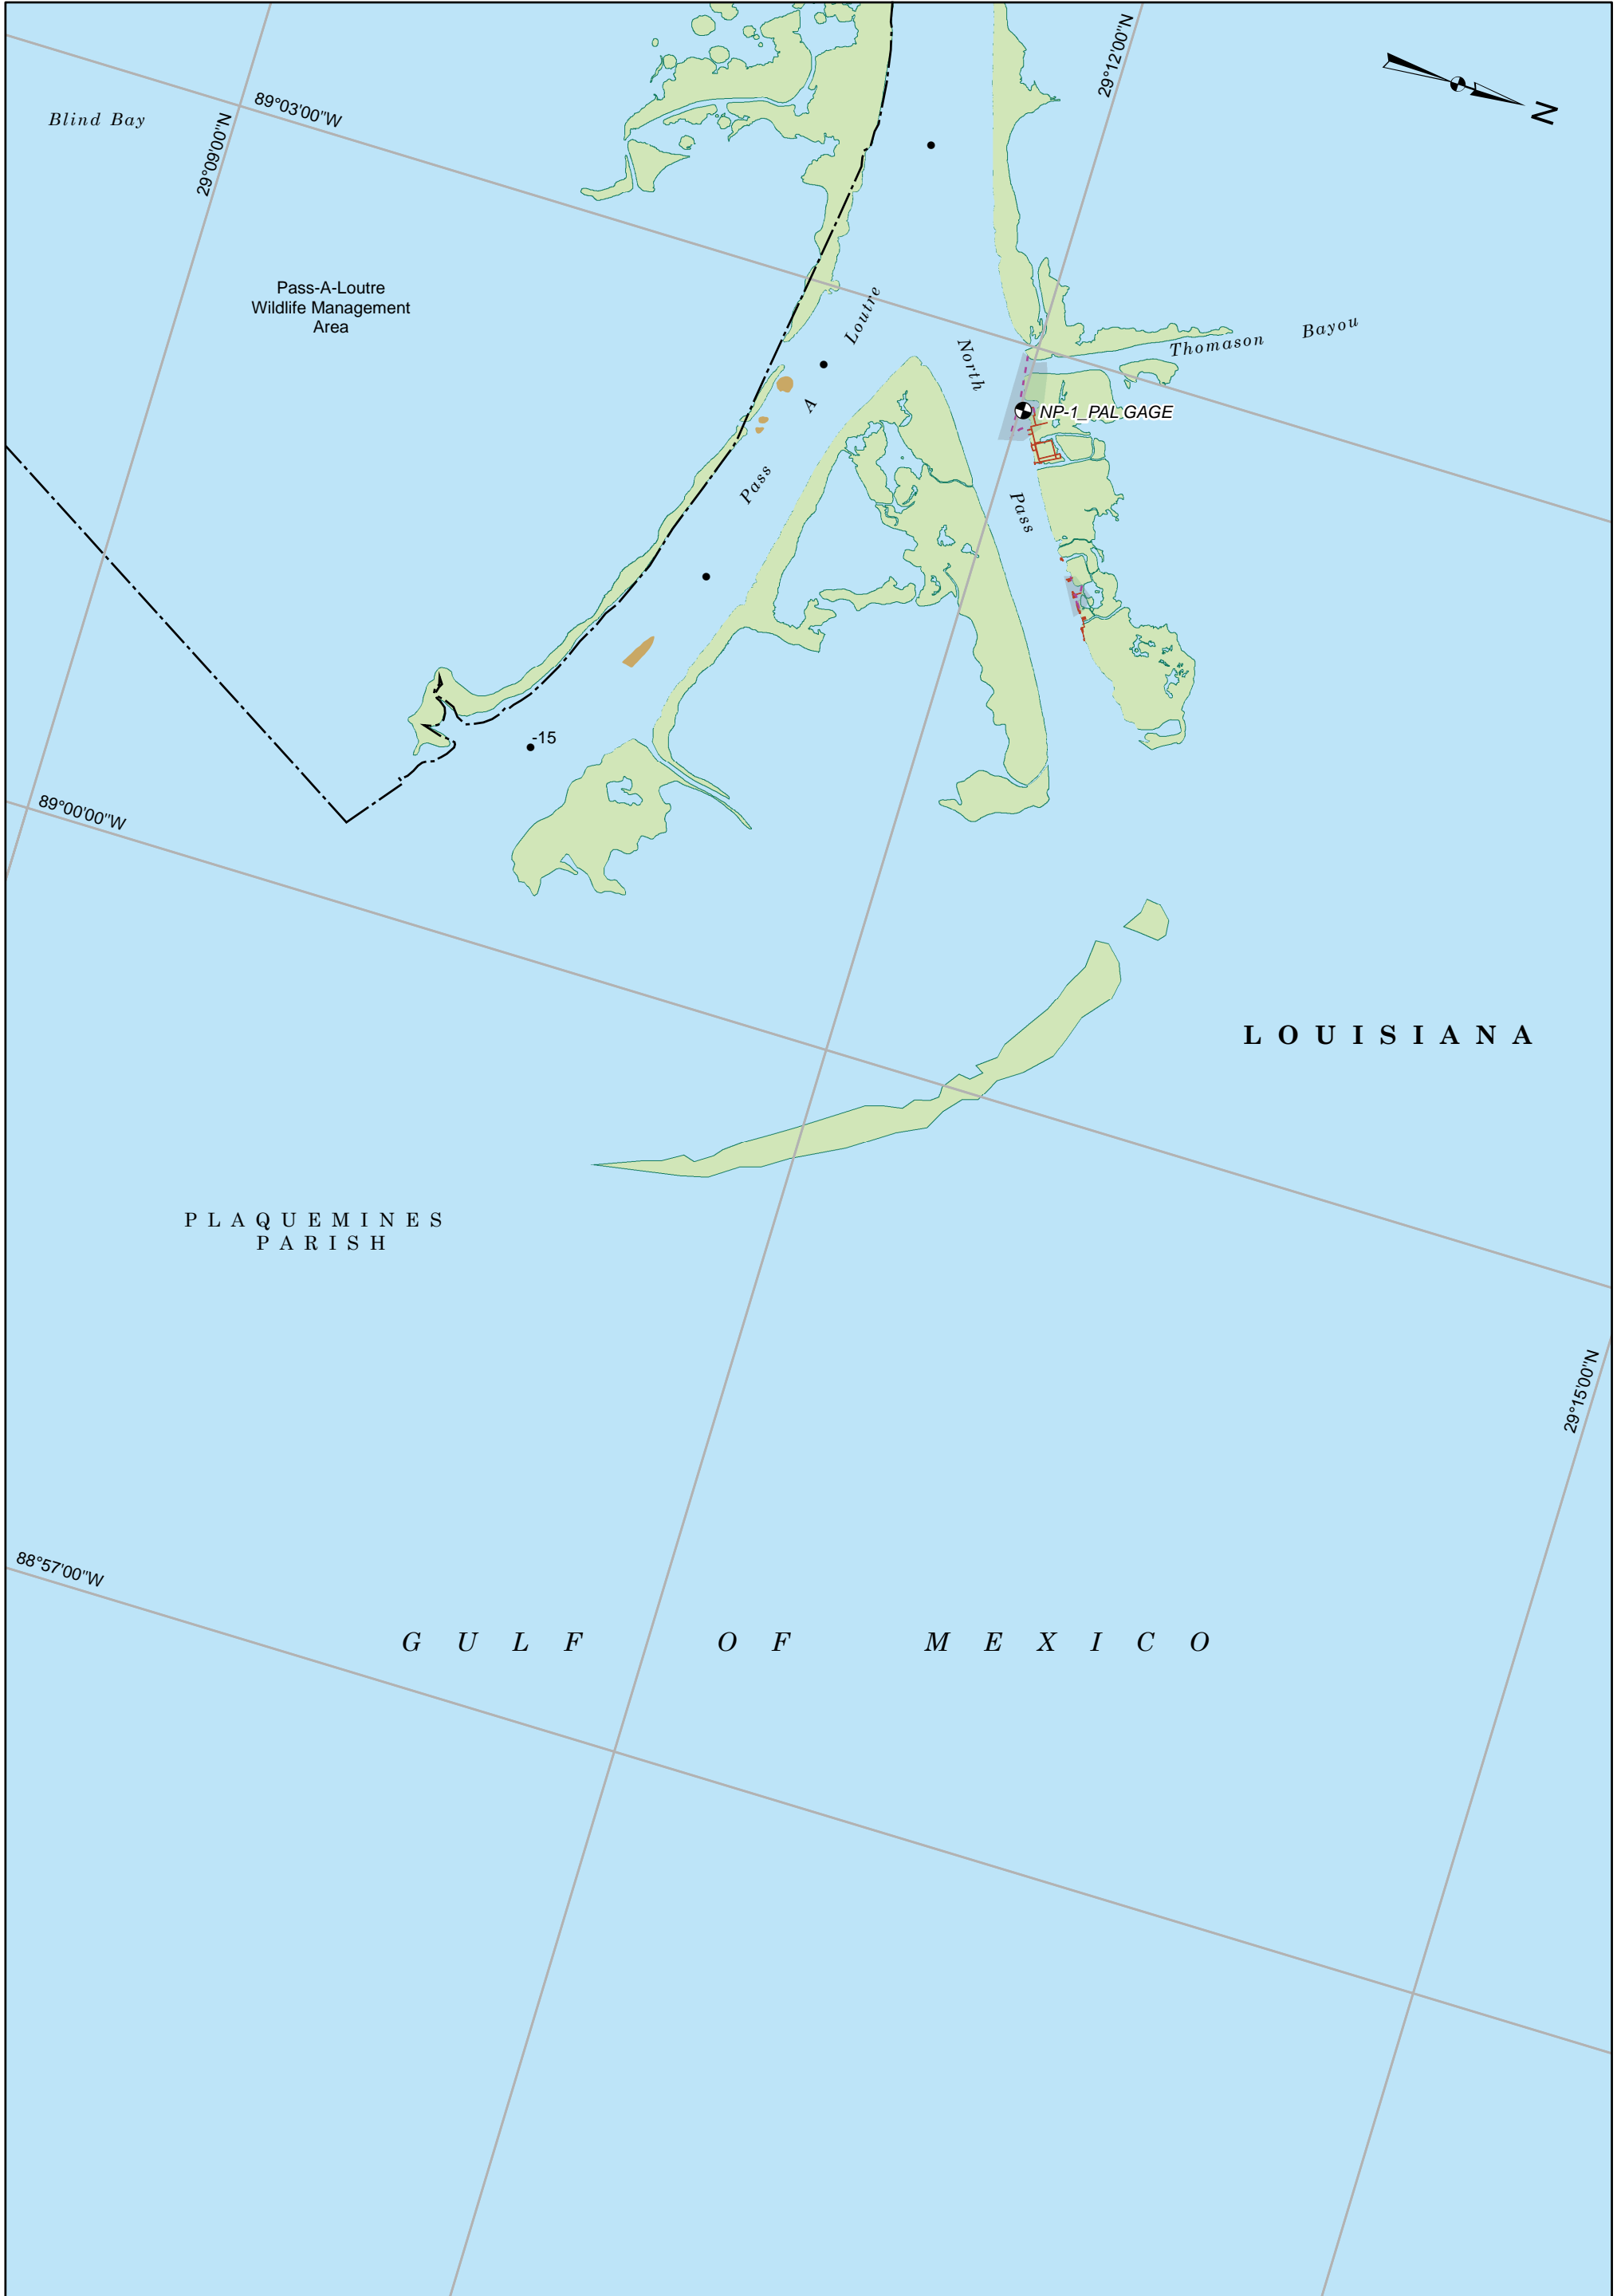 29°12'00"N
89°03'00"W
Blind Bay
29°09'00"N
N
Pass-A-Loutre
Wildlife Management
Area
Pass A Loutre
North Pass
Thomason Bayou
NP-1_PAL GAGE
-15
89°00'00"W
LOUISIANA
PLAQUEMINES
PARISH
29°15'00"N
88°57'00"W
GULF OF MEXICO